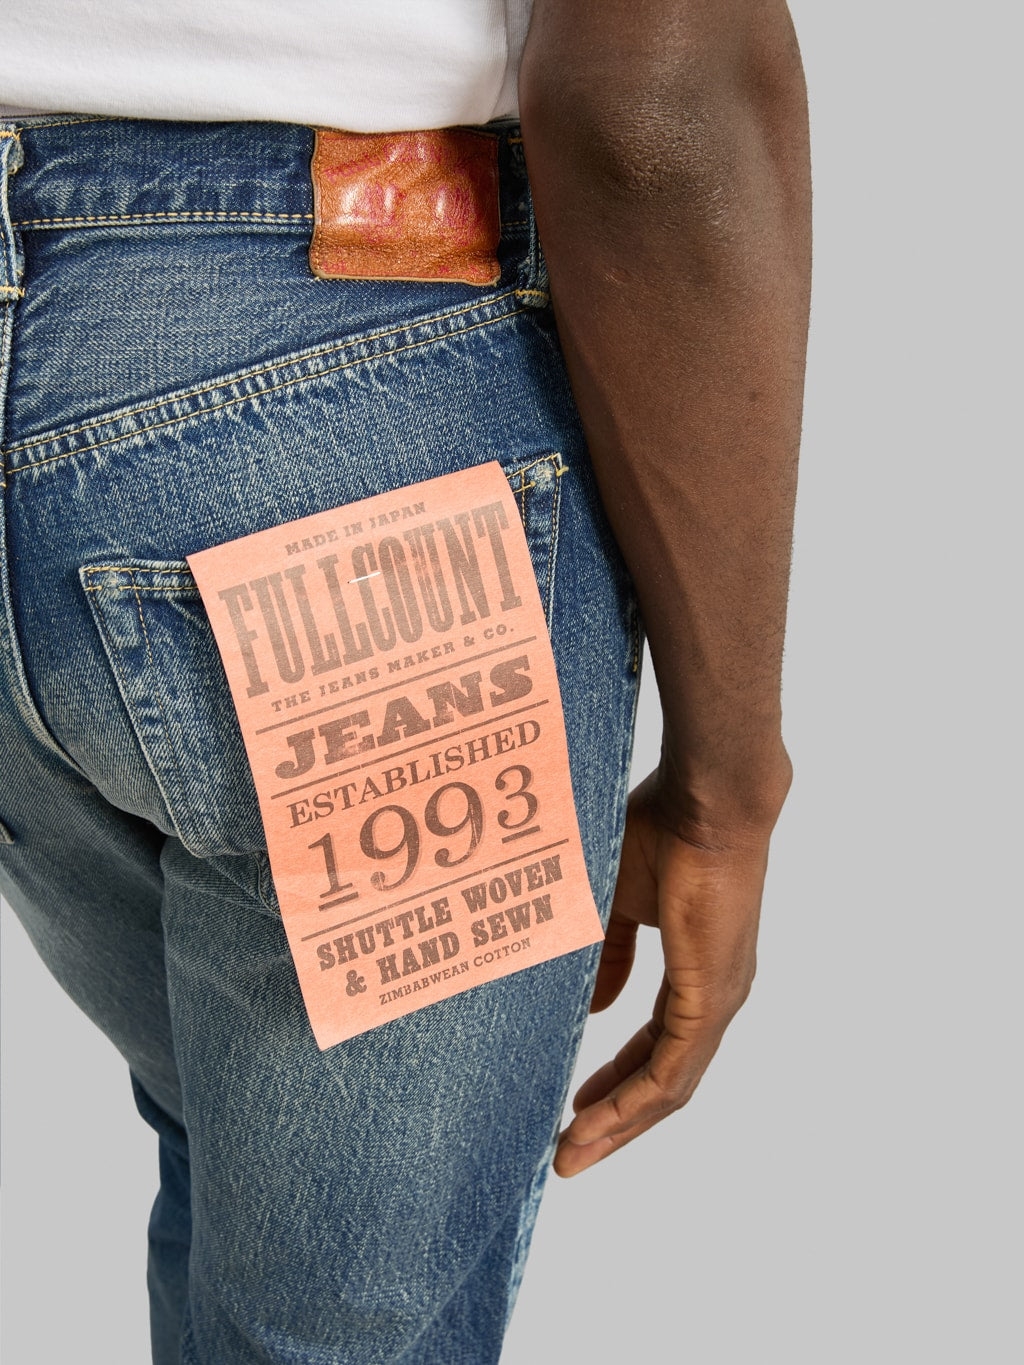 MADE IN JAPAN
FULLCOUNT
THE JEANS MAKER & CO.
JEANS
ESTABLISHED
1993
SHUTTLE WOVEN
& HAND SEWN
ZIMBABWEAN COTTON